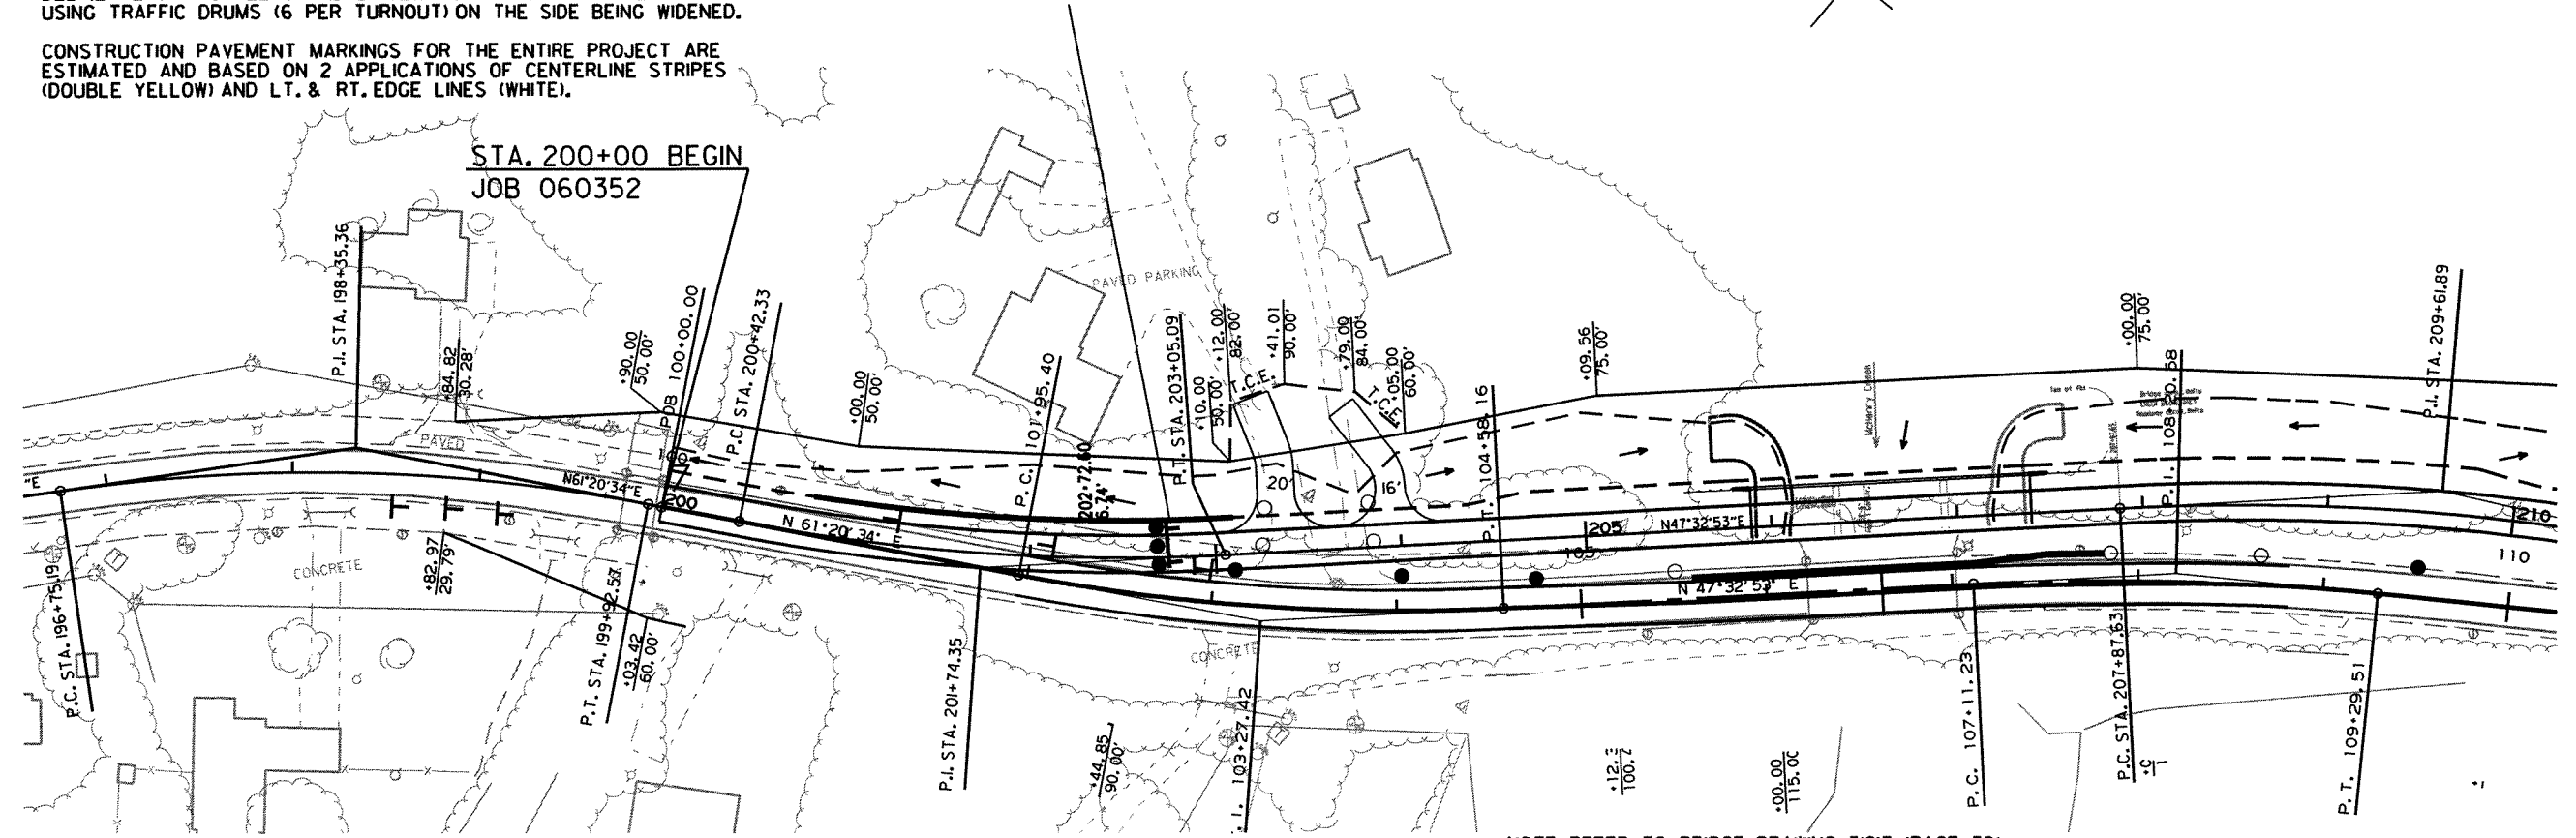 USING TRAFFIC DRUMS (6 PER TURNOUT) ON THE SIDE BEING WIDENED.
CONSTRUCTION PAVEMENT MARKINGS FOR THE ENTIRE PROJECT ARE
ESTIMATED AND BASED ON 2 APPLICATIONS OF CENTERLINE STRIPES
(DOUBLE YELLOW) AND LT. & RT. EDGE LINES (WHITE).
STA. 200+00 BEGIN
JOB 060352
P.I. STA. 198+35.36
+84.82
30.28'
+90.00
50.00'
POB 100+00.00
P.C. STA. 200+42.33
+00.00
50.00'
P.C. 101+95.40
202+72.60
6.74'
PAVED PARKING
P.T. STA. 203+05.09
+10.00
50.00'
+12.00
82.00'
+41.01
90.00'
+79.00
84.00'
+05.00
60.00'
T.C.E.
T.C.E.
20'
16'
P.T. 104+58.16
+09.56
75.00'
McHenry Creek
+00.00
75.00'
P.I. 108+20.58
P.I. STA. 209+61.89
PAVED
"E
N61°20'34"E
100
200
N 61°20'34" E
205
105
N47°32'53"E
N 47°32'53" E
210
110
P.C. STA. 196+75.19
CONCRETE
+82.97
29.79'
P.T. STA. 199+92.57
+03.42
60.00'
P.I. STA. 201+74.35
CONCRETE
+44.85
90.00'
.I. 103+27.42
+00.00
P.C. 107+11.23
P.C. STA. 207+87.63
P.T. 109+29.51